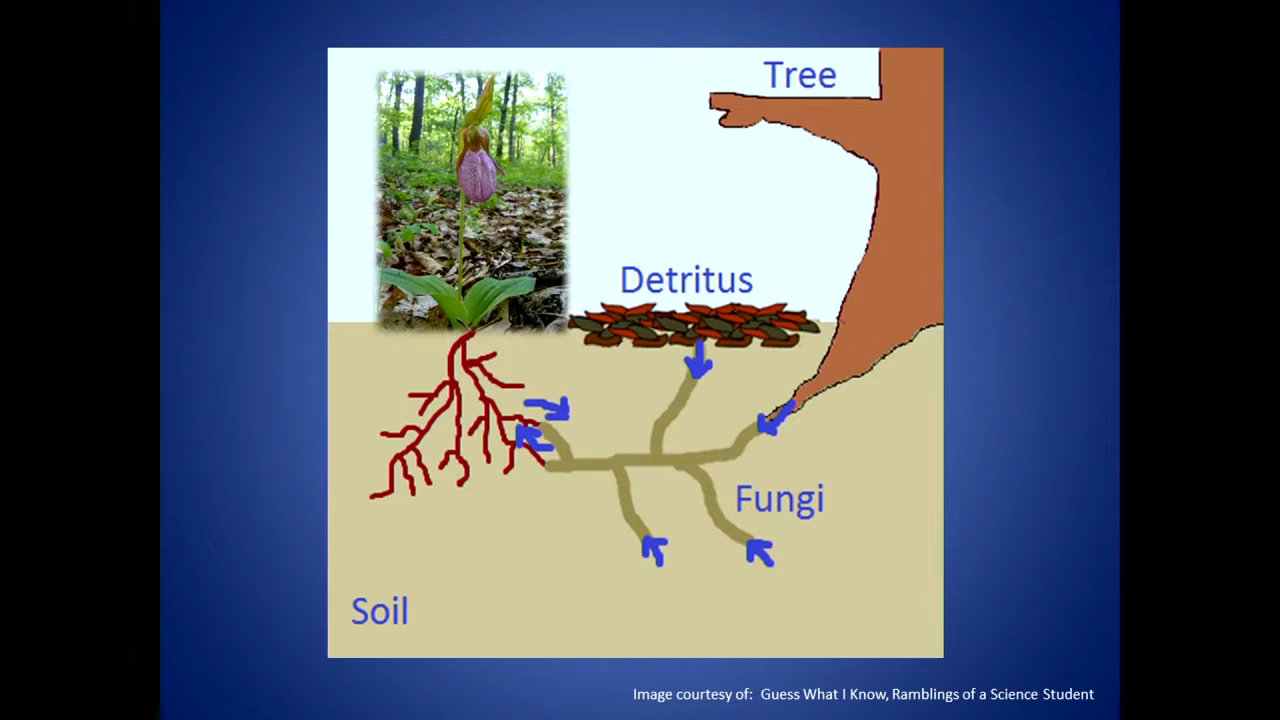 Tree
Detritus
Fungi
Soil
Image courtesy of:  Guess What I Know, Ramblings of a Science Student